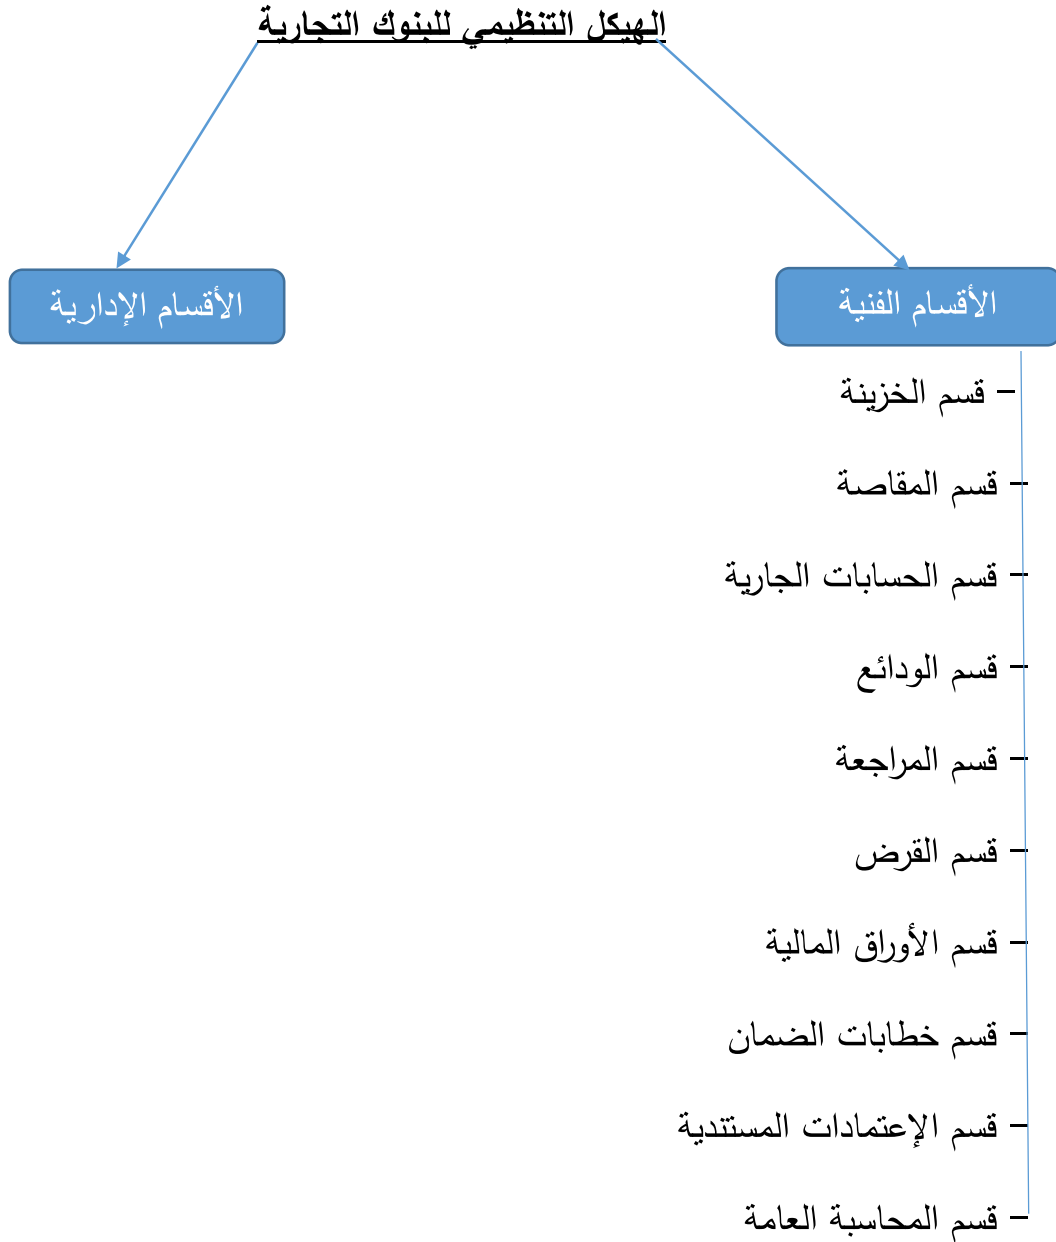 الهيكل التنظيمي للبنوك التجارية
الأقسام الفنية
الأقسام الإدارية
– قسم الخزينة
– قسم المقاصة
– قسم الحسابات الجارية
– قسم الودائع
– قسم المراجعة
– قسم القرض
– قسم الأوراق المالية
– قسم خطابات الضمان
– قسم الإعتمادات المستندية
– قسم المحاسبة العامة